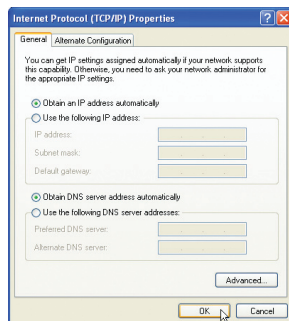 Internet Protocol (TCP/IP) Properties
General
Alternate Configuration
You can get IP settings assigned automatically if your network supports
this capability. Otherwise, you need to ask your network administrator for
the appropriate IP settings.
Obtain an IP address automatically
Use the following IP address:
IP address:
Subnet mask:
Default gateway:
Obtain DNS server address automatically
Use the following DNS server addresses:
Preferred DNS server:
Alternate DNS server:
Advanced...
OK
Cancel